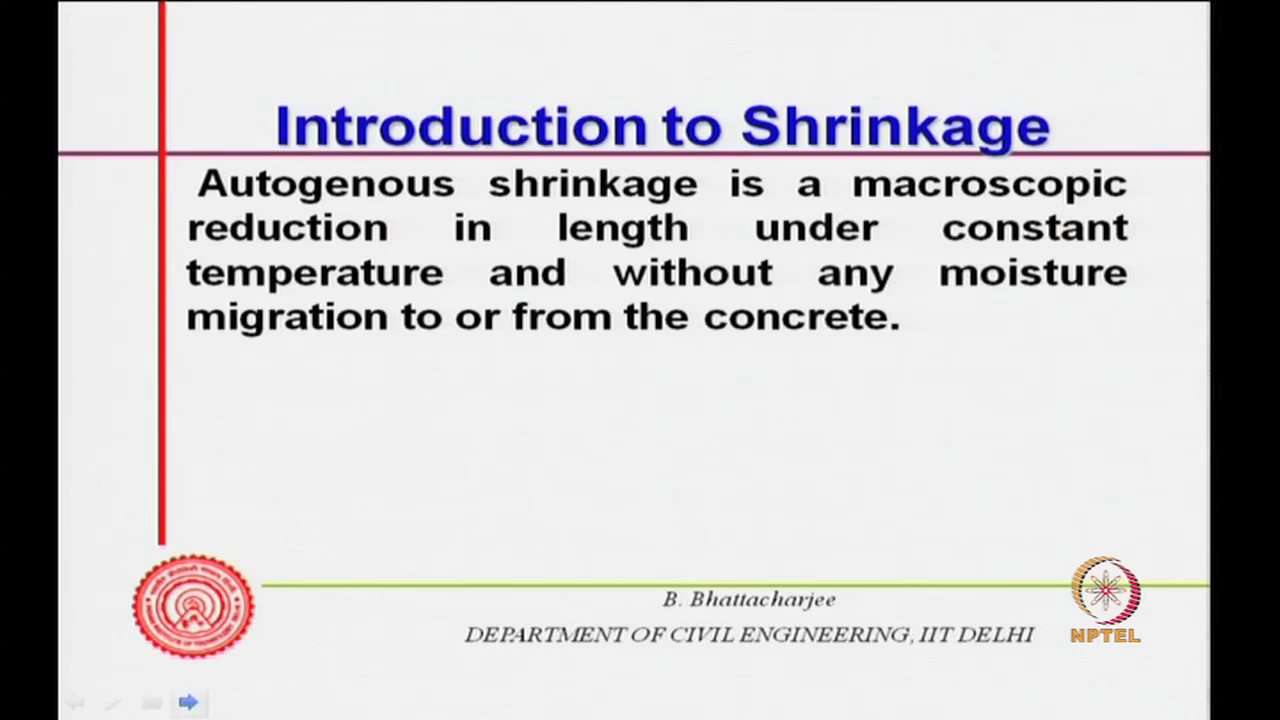 Introduction to Shrinkage
Autogenous shrinkage is a macroscopic
reduction in length under constant
temperature and without any moisture
migration to or from the concrete.
B. Bhattacharjee
DEPARTMENT OF CIVIL ENGINEERING, IIT DELHI
NPTEL